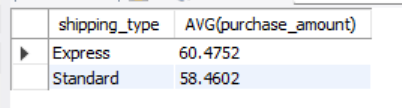 shipping_type AVG(purchase_amount)
Express 60.4752
Standard 58.4602